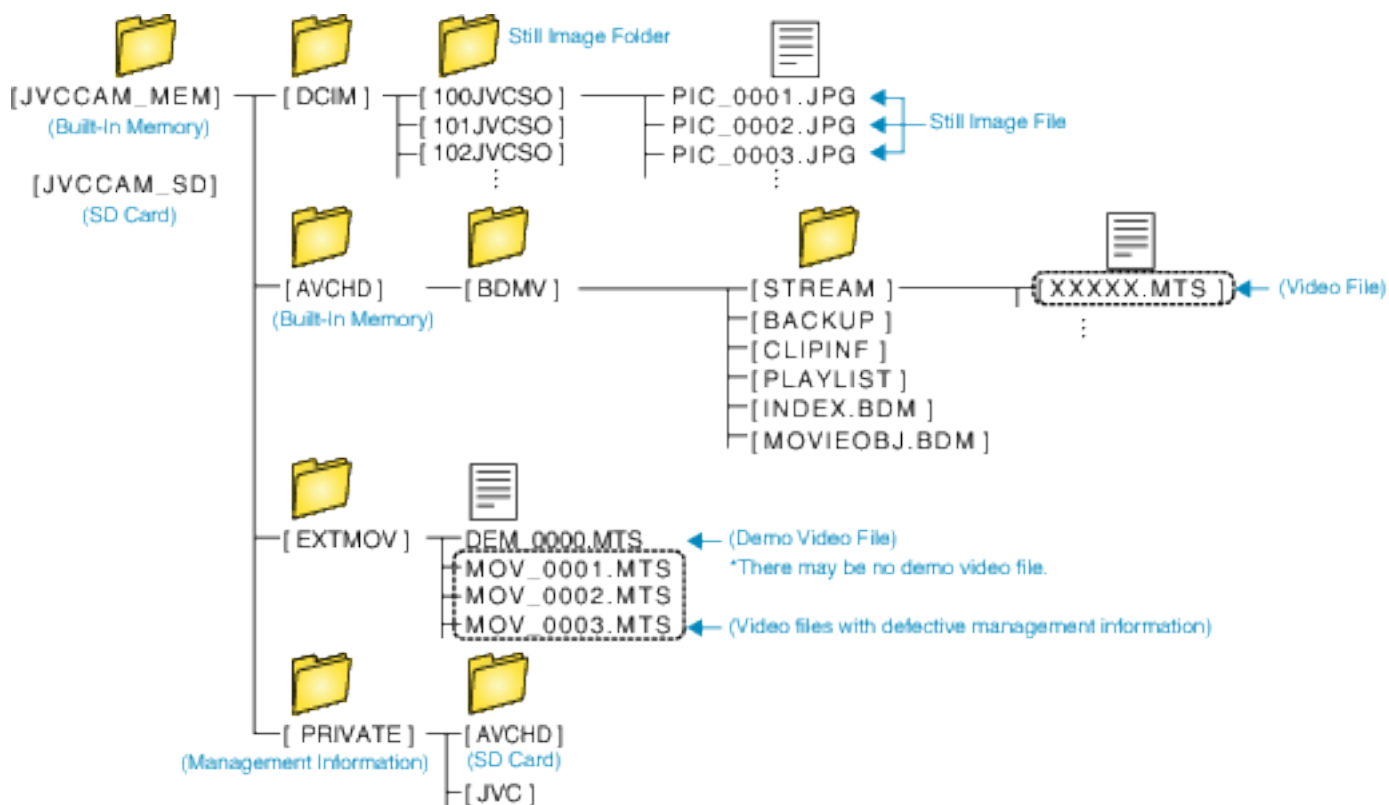 Still Image Folder
[JVCCAM_MEM]
(Built-In Memory)
[JVCCAM_SD]
(SD Card)
[DCIM]
[100JVCSO]
[101JVCSO]
[102JVCSO]
PIC_0001.JPG
PIC_0002.JPG
PIC_0003.JPG
Still Image File
[AVCHD]
(Built-In Memory)
[BDMV]
[STREAM]
[BACKUP]
[CLIPINF]
[PLAYLIST]
[INDEX.BDM]
[MOVIEOBJ.BDM]
[XXXXX.MTS]
(Video File)
[EXTMOV]
DEM_0000.MTS
(Demo Video File)
*There may be no demo video file.
MOV_0001.MTS
MOV_0002.MTS
MOV_0003.MTS
(Video files with defective management information)
[PRIVATE]
(Management Information)
[AVCHD]
(SD Card)
[JVC]